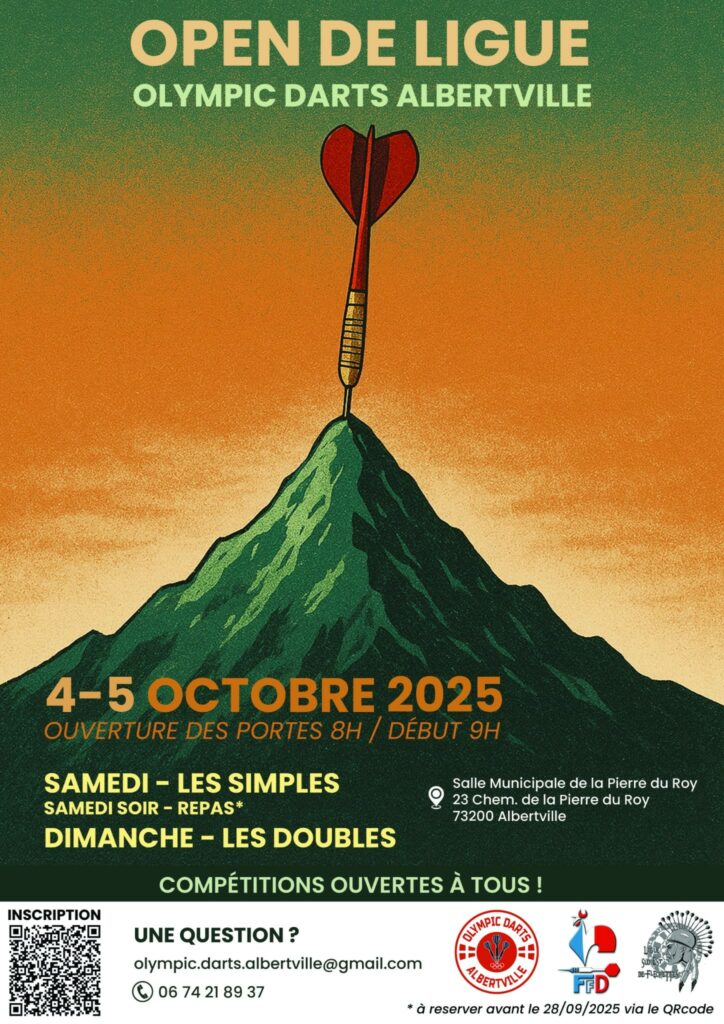 OPEN DE LIGUE
OLYMPIC DARTS ALBERTVILLE
4-5 OCTOBRE 2025
OUVERTURE DES PORTES 8H / DÉBUT 9H
SAMEDI - LES SIMPLES
SAMEDI SOIR - REPAS*
DIMANCHE - LES DOUBLES
Salle Municipale de la Pierre du Roy
23 Chem. de la Pierre du Roy
73200 Albertville
COMPÉTITIONS OUVERTES À TOUS !
INSCRIPTION
UNE QUESTION ?
olympic.darts.albertville@gmail.com
06 74 21 89 37
OLYMPIC DARTS
ALBERTVILLE
FFD
* à reserver avant le 28/09/2025 via le QRcode